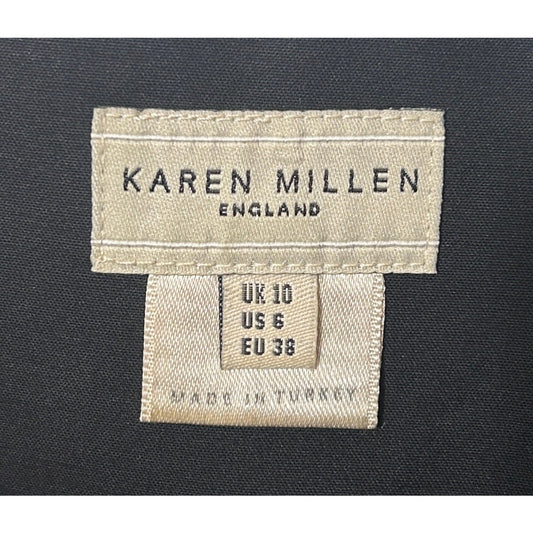 KAREN MILLEN
ENGLAND
UK 10
US 6
EU 38
MADE IN TURKEY